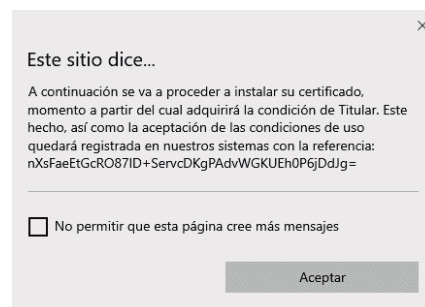 Este sitio dice...
A continuación se va a proceder a instalar su certificado,
momento a partir del cual adquirirá la condición de Titular. Este
hecho, así como la aceptación de las condiciones de uso
quedará registrada en nuestros sistemas con la referencia:
nXsFaeEtGcRO87ID+ServcDKgPAdvWGKUEh0P6jDdJg=
No permitir que esta página cree más mensajes
Aceptar